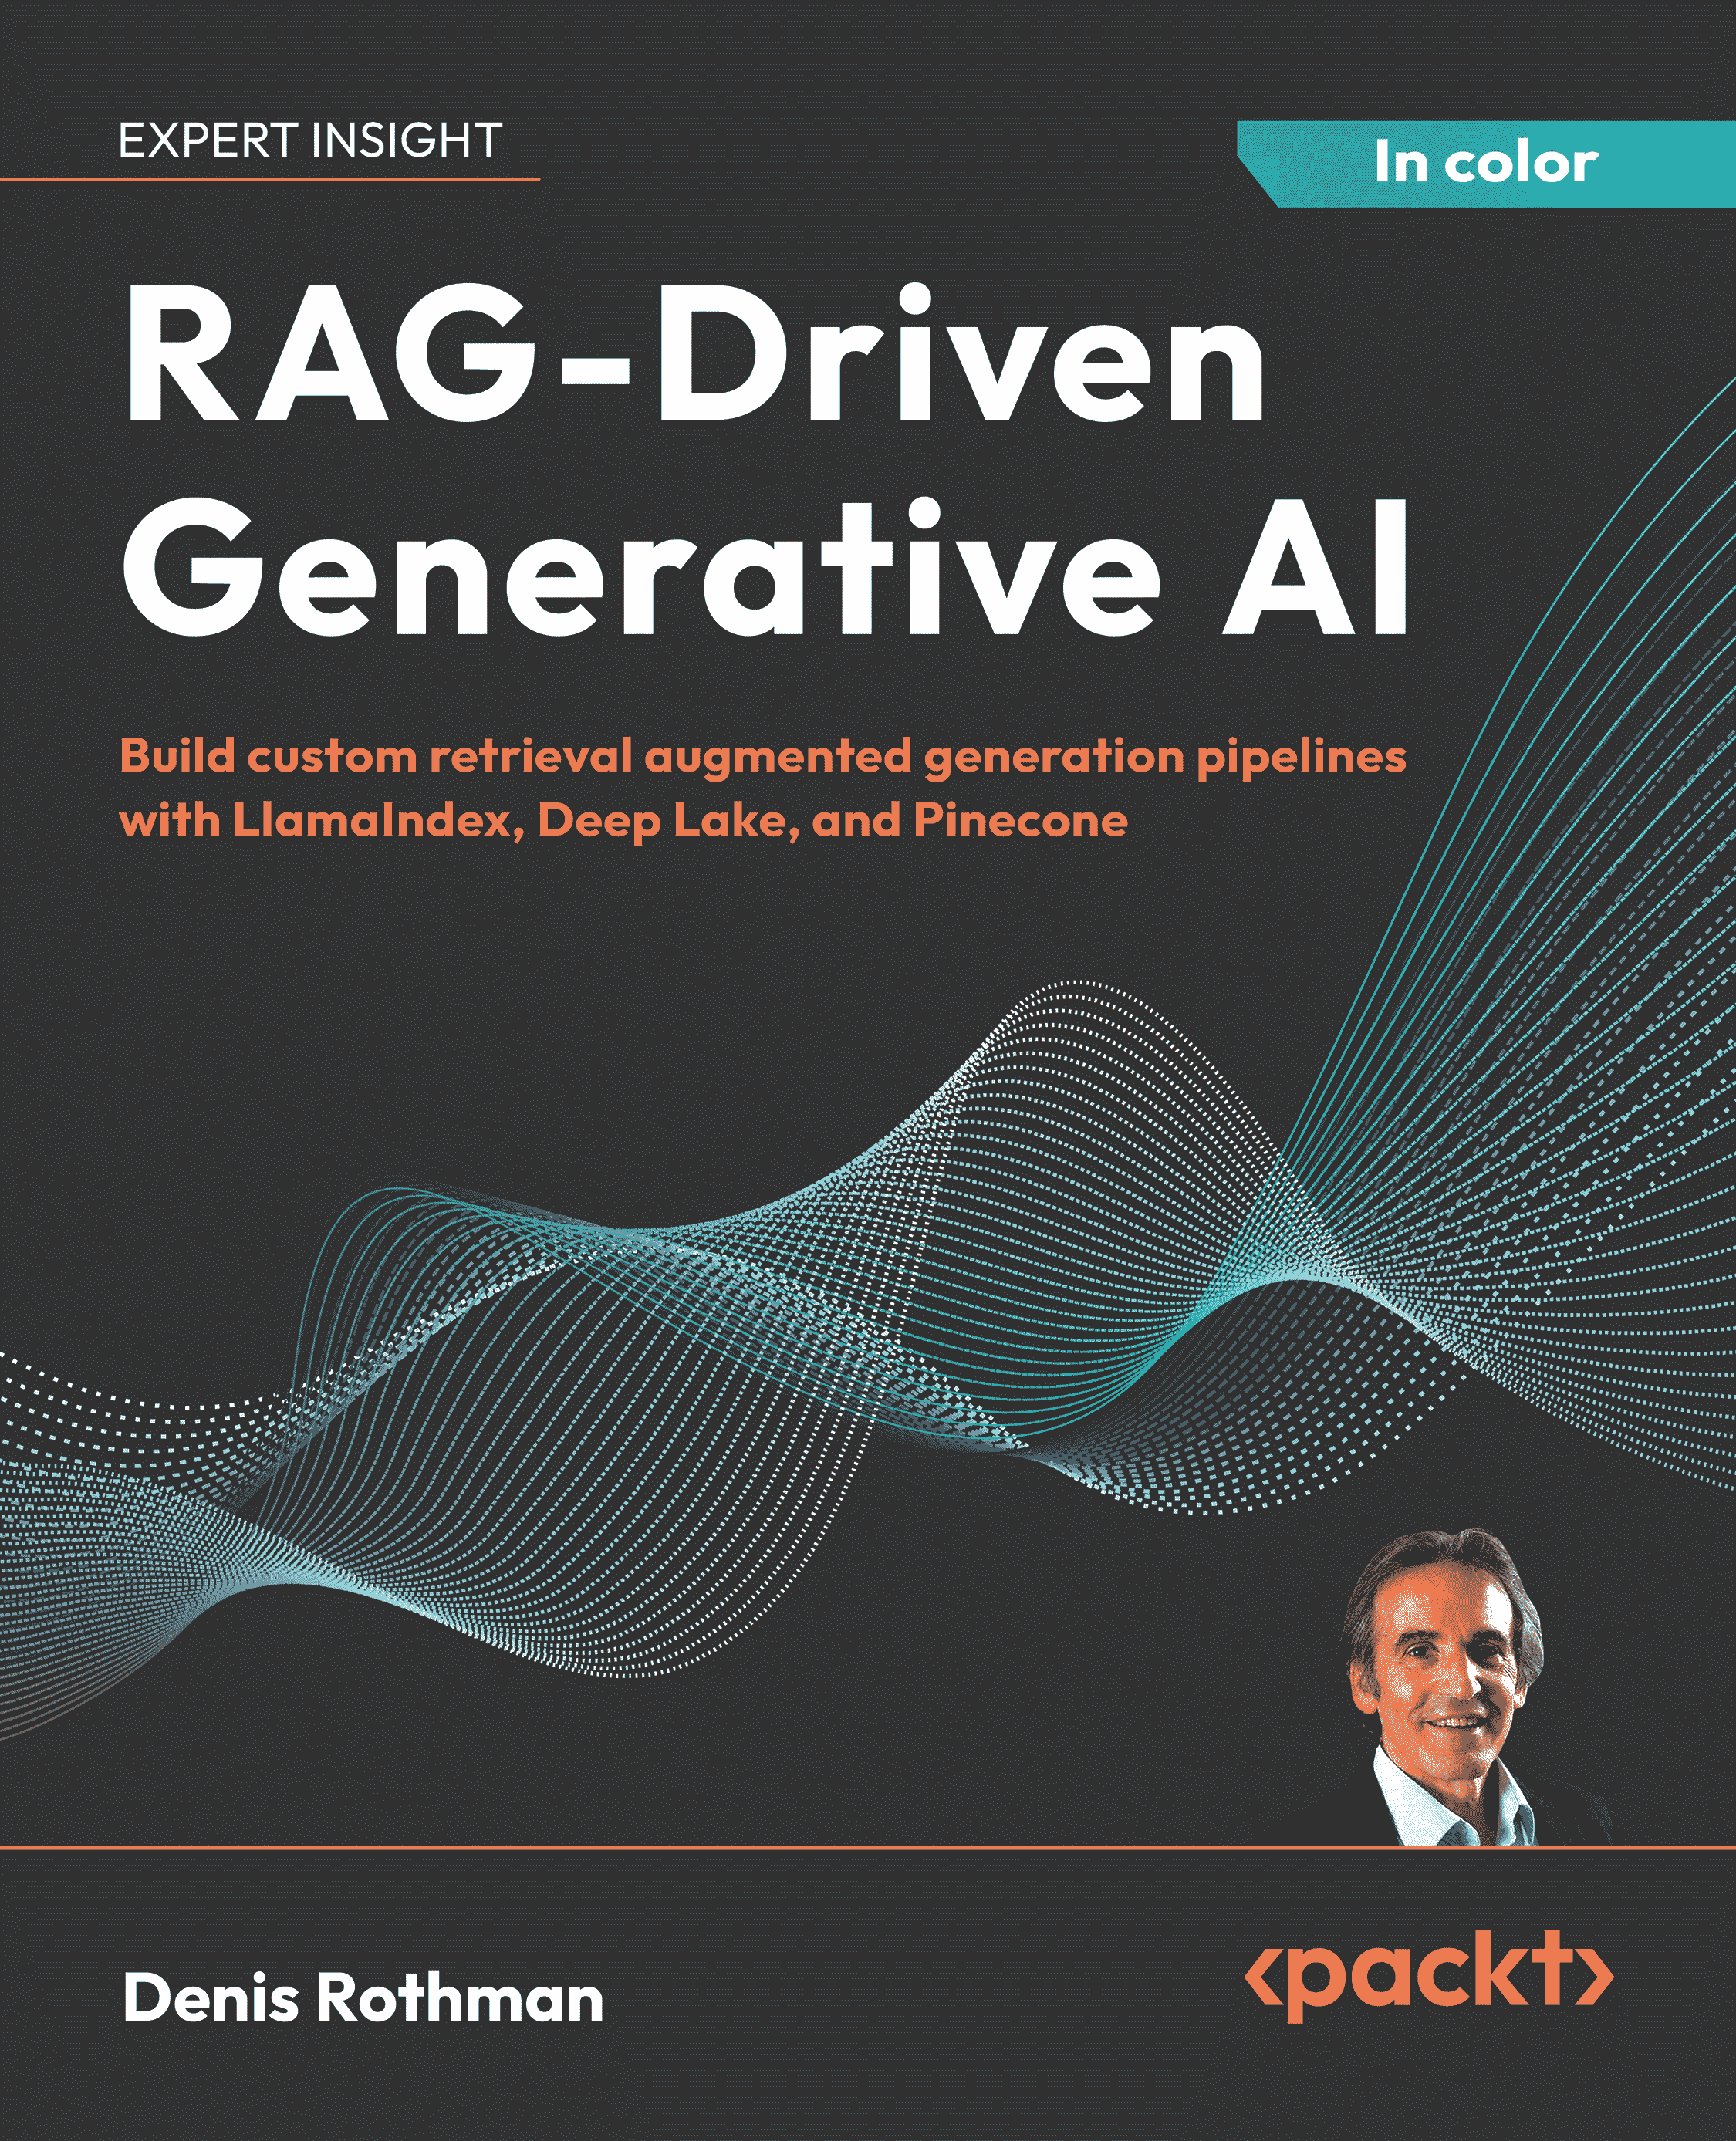 EXPERT INSIGHT
In color
RAG-Driven
Generative AI
Build custom retrieval augmented generation pipelines
with LlamaIndex, Deep Lake, and Pinecone
Denis Rothman
<packt>